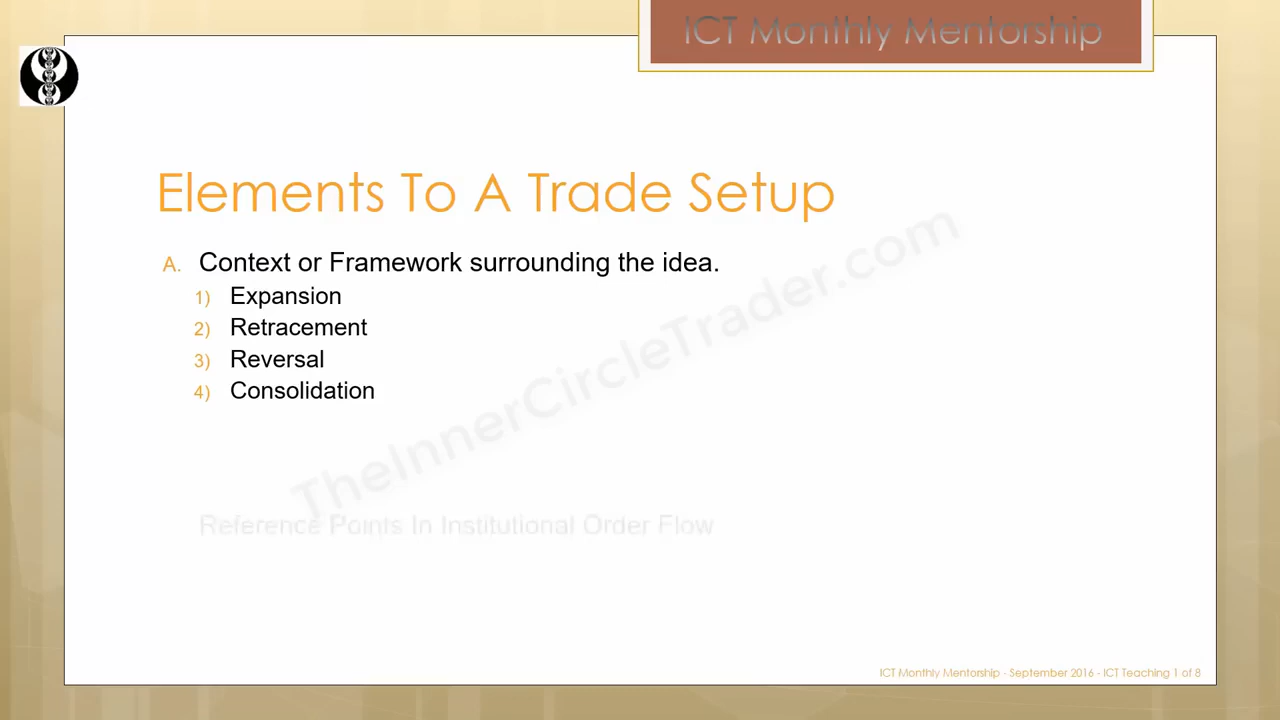 ICT Monthly Mentorship
Elements To A Trade Setup
A. Context or Framework surrounding the idea.
1) Expansion
2) Retracement
3) Reversal
4) Consolidation
TheInnerCircleTrader.com
Reference Points In Institutional Order Flow
ICT Monthly Mentorship - September 2016 - ICT Teaching 1 of 8